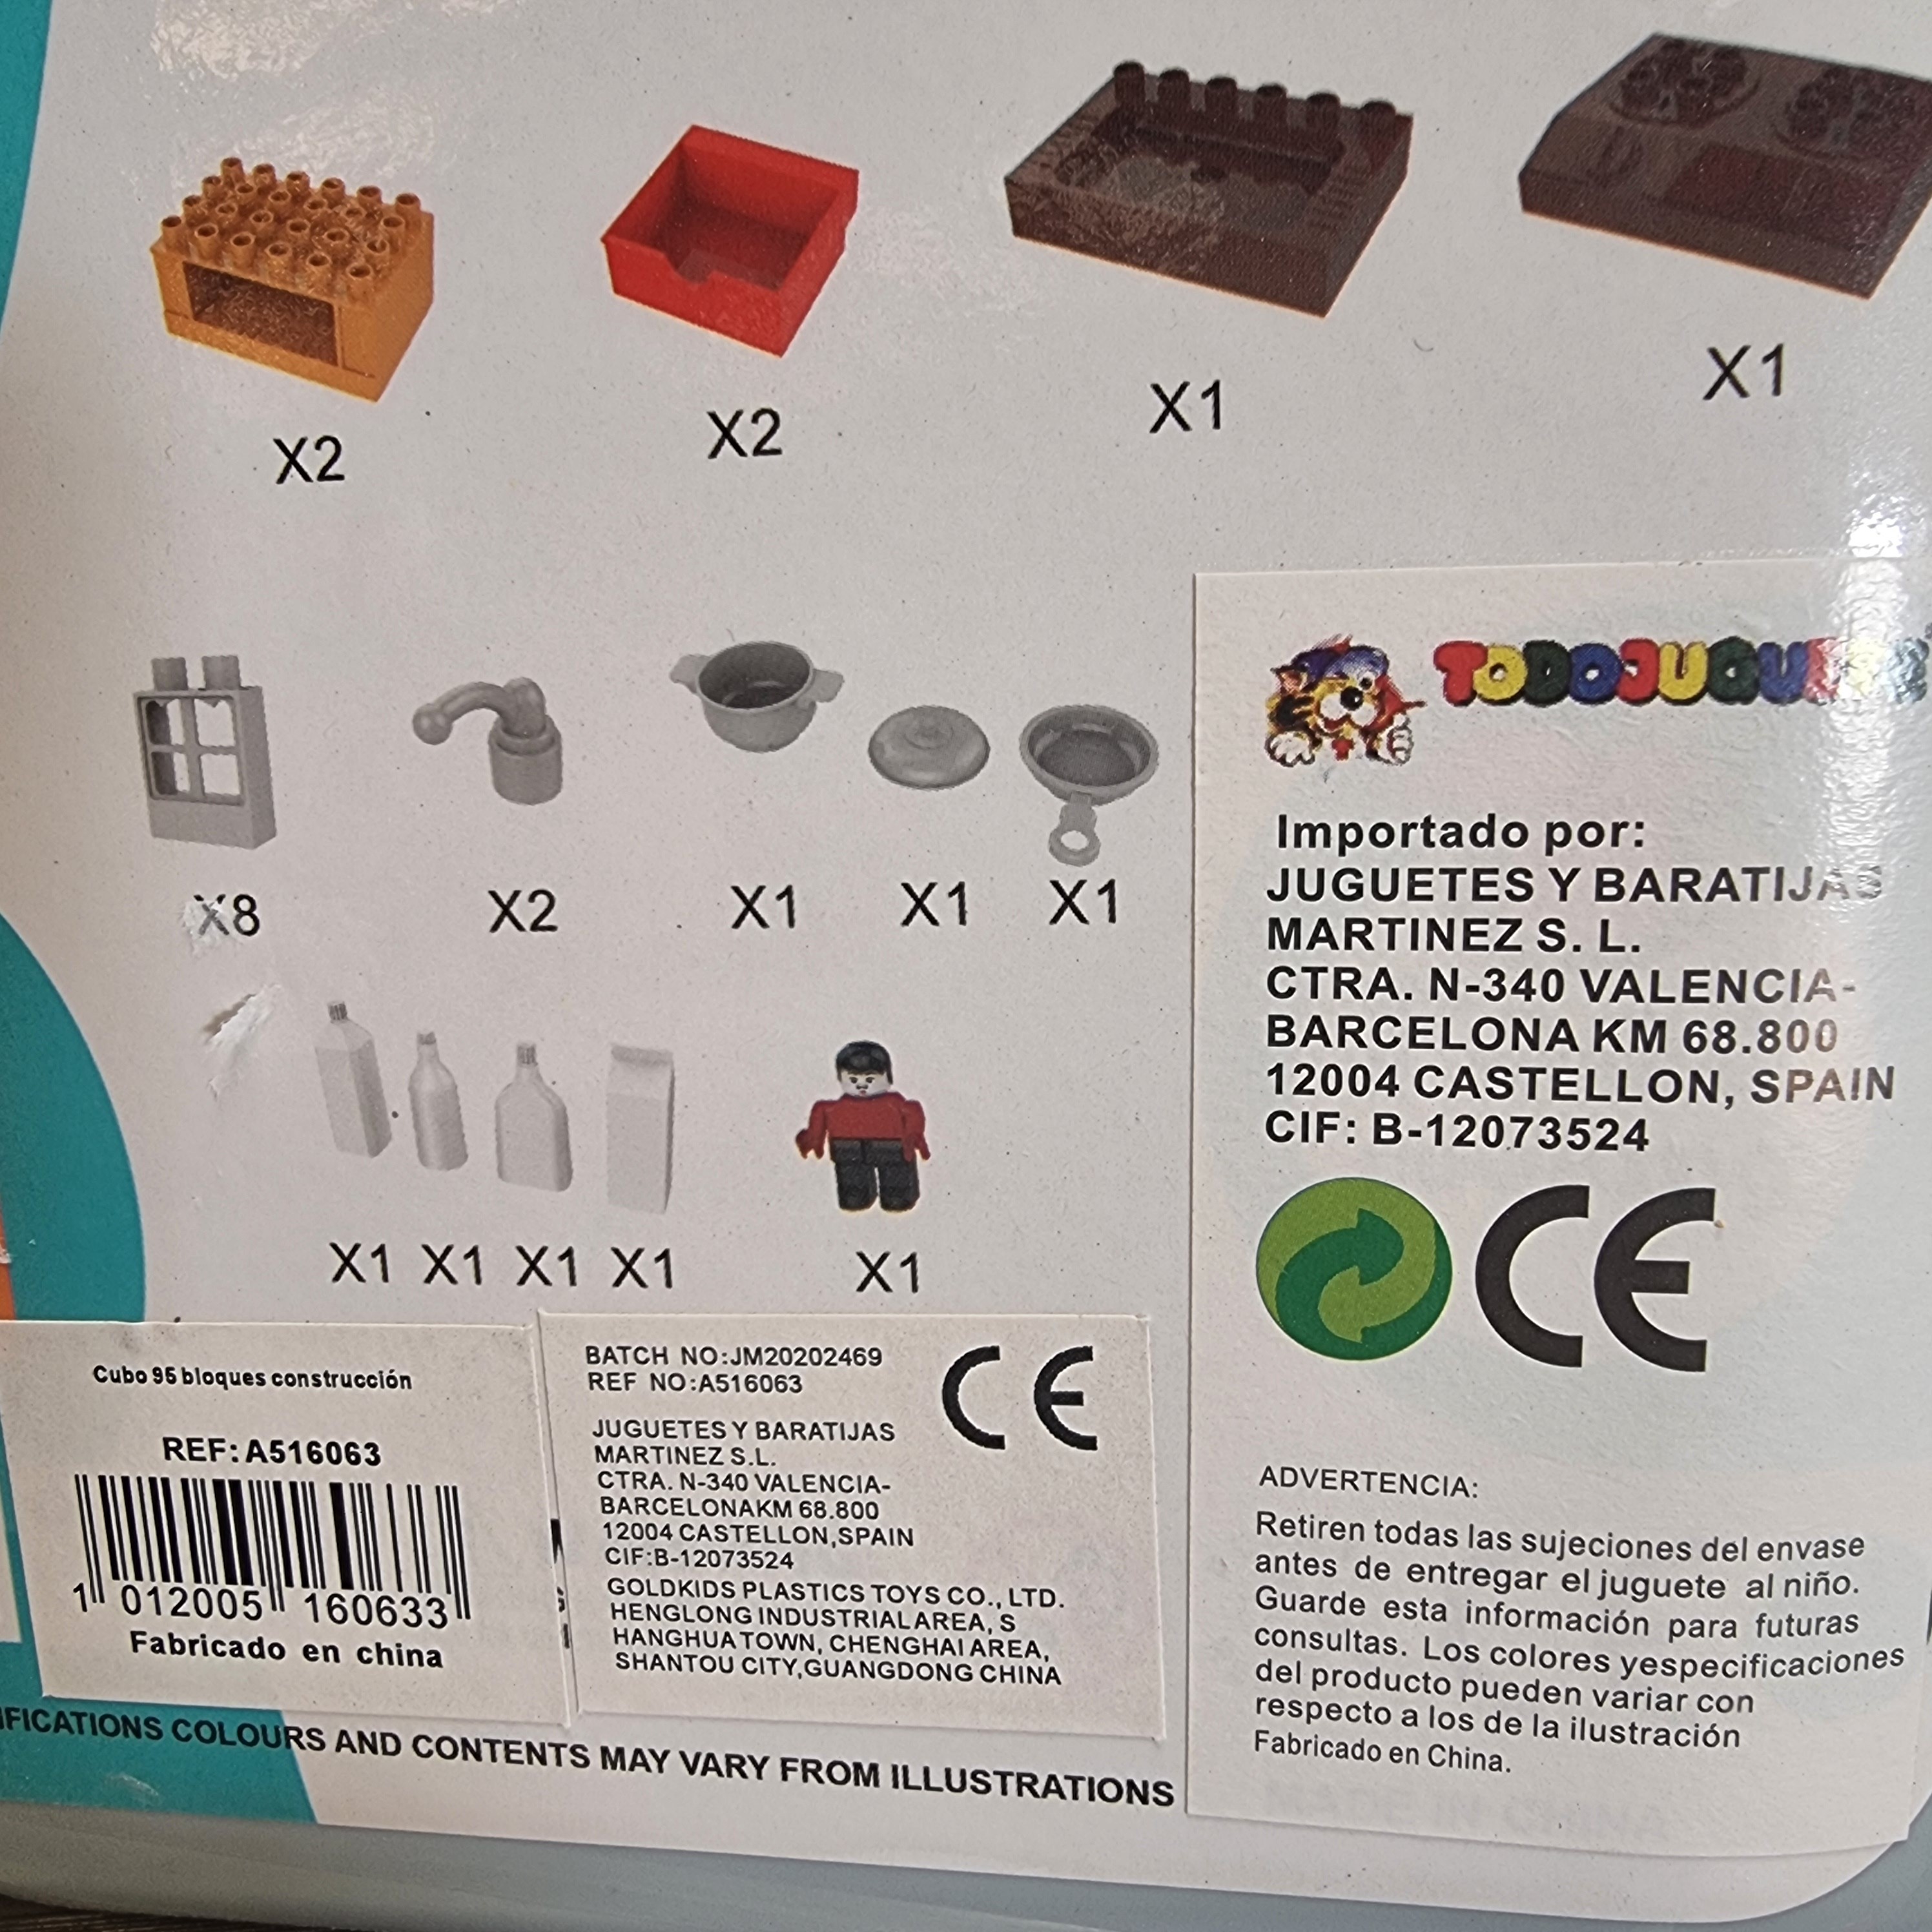 X2
X2
X1
X1
X8
X2
X1
X1
X1
X1
X1
X1
X1
X1
TODOJUGUE
Importado por:
JUGUETES Y BARATIJAS
MARTINEZ S. L.
CTRA. N-340 VALENCIA-
BARCELONA KM 68.800
12004 CASTELLON, SPAIN
CIF: B-12073524
CE
ADVERTENCIA:
Retiren todas las sujeciones del envase
antes de entregar el juguete al niño.
Guarde esta información para futuras
consultas. Los colores yespecificaciones
del producto pueden variar con
respecto a los de la ilustración
Fabricado en China.
Cubo 95 bloques construcción
REF:A516063
1 012005 160633
Fabricado en china
BATCH NO:JM20202469
REF NO:A516063
CE
JUGUETES Y BARATIJAS
MARTINEZ S.L.
CTRA. N-340 VALENCIA-
BARCELONAKM 68.800
12004 CASTELLON,SPAIN
CIF:B-12073524
GOLDKIDS PLASTICS TOYS CO., LTD.
HENGLONG INDUSTRIALAREA, S
HANGHUA TOWN, CHENGHAI AREA,
SHANTOU CITY,GUANGDONG CHINA
IFICATIONS COLOURS AND CONTENTS MAY VARY FROM ILLUSTRATIONS
MADE IN CHINA